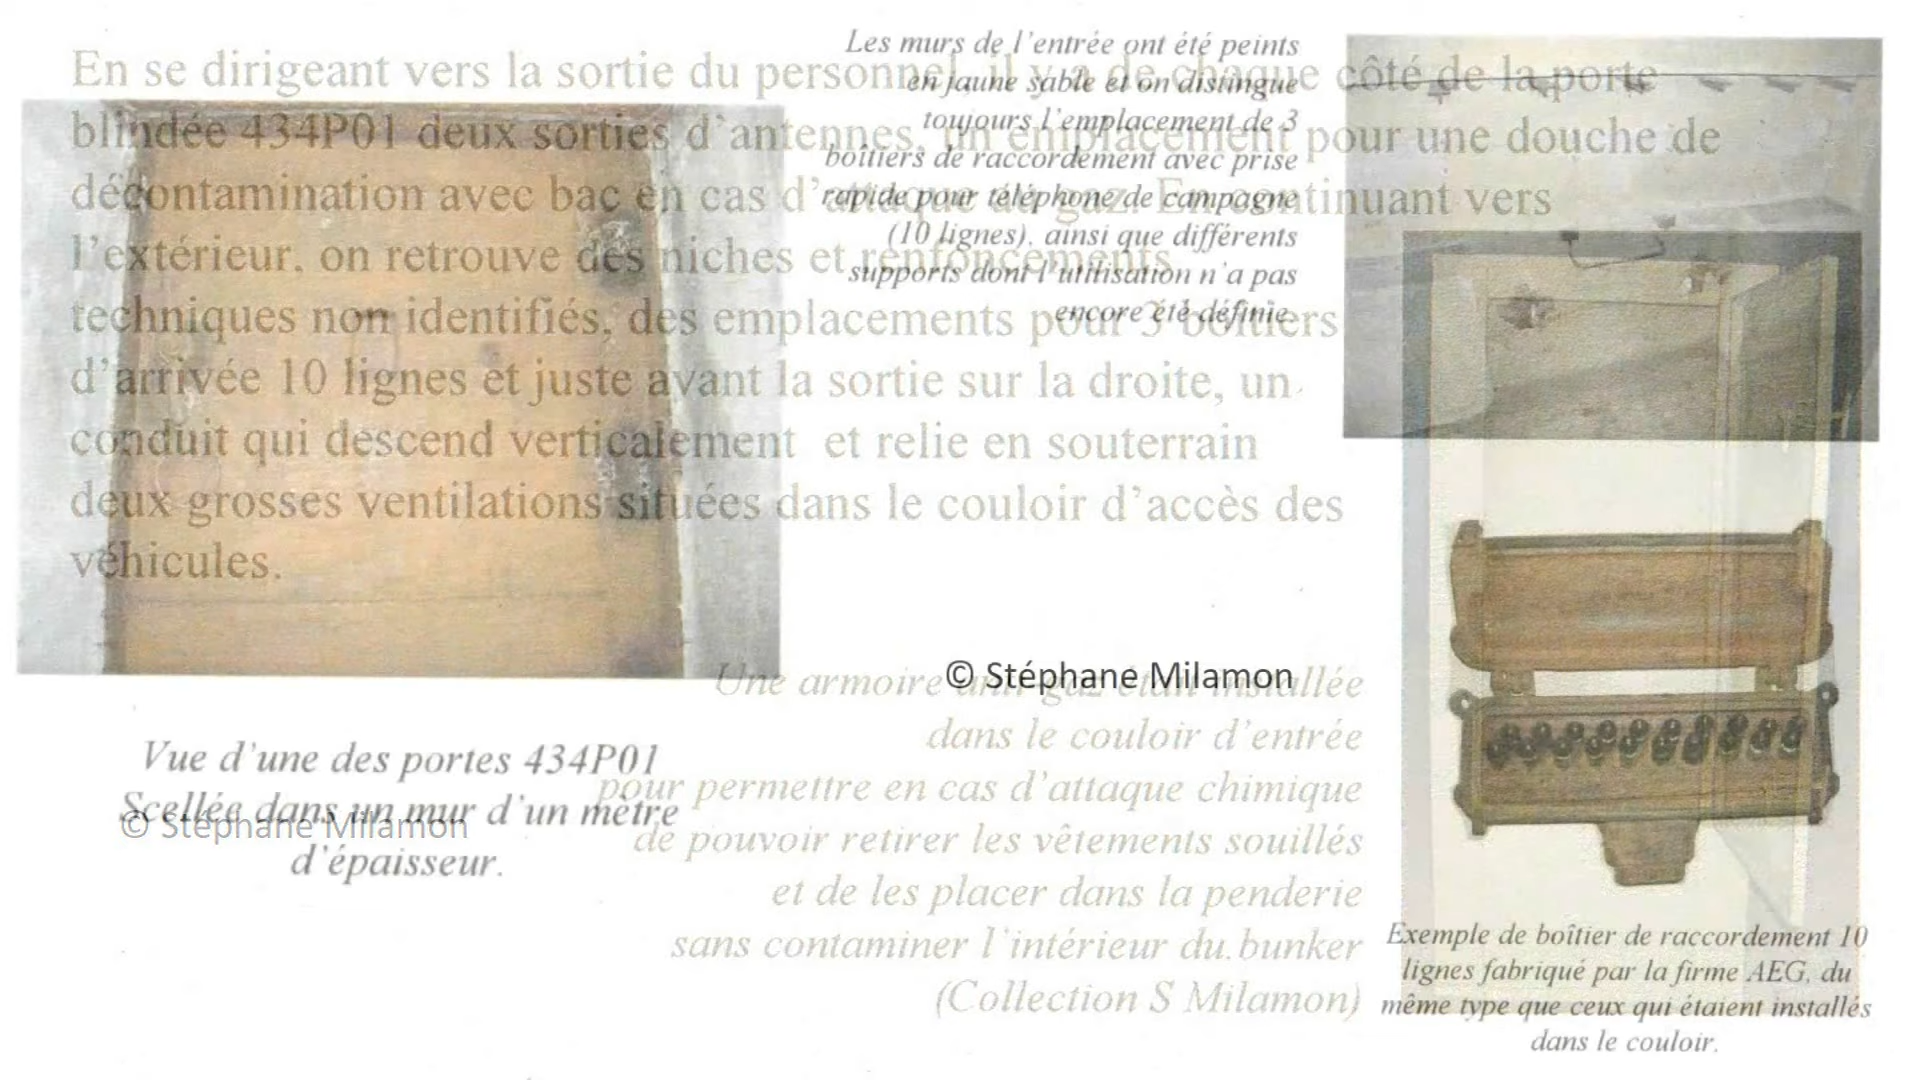 En se dirigeant vers la sortie du personnel, il y a de chaque côté de la porte
blindée 434P01 deux sorties d'antennes, un emplacement pour une douche de
décontamination avec bac en cas d'attaque de gaz. En continuant vers
l'extérieur, on retrouve des niches et renfoncements
techniques non identifiés, des emplacements pour 3 boîtiers
d'arrivée 10 lignes et juste avant la sortie sur la droite, un
conduit qui descend verticalement et relie en souterrain
deux grosses ventilations situées dans le couloir d'accès des
véhicules.
Les murs de l'entrée ont été peints
en jaune sable et on distingue
toujours l'emplacement de 3
boîtiers de raccordement avec prise
rapide pour téléphone de campagne
(10 lignes), ainsi que différents
supports dont l'utilisation n'a pas
encore été définie.
© Stéphane Milamon
Une armoire anti-gaz était installée
dans le couloir d'entrée
pour permettre en cas d'attaque chimique
de pouvoir retirer les vêtements souillés
et de les placer dans la penderie
sans contaminer l'intérieur du bunker
(Collection S Milamon)
Vue d'une des portes 434P01
Scellée dans un mur d'un mètre
d'épaisseur.
© Stéphane Milamon
Exemple de boîtier de raccordement 10
lignes fabriqué par la firme AEG, du
même type que ceux qui étaient installés
dans le couloir.